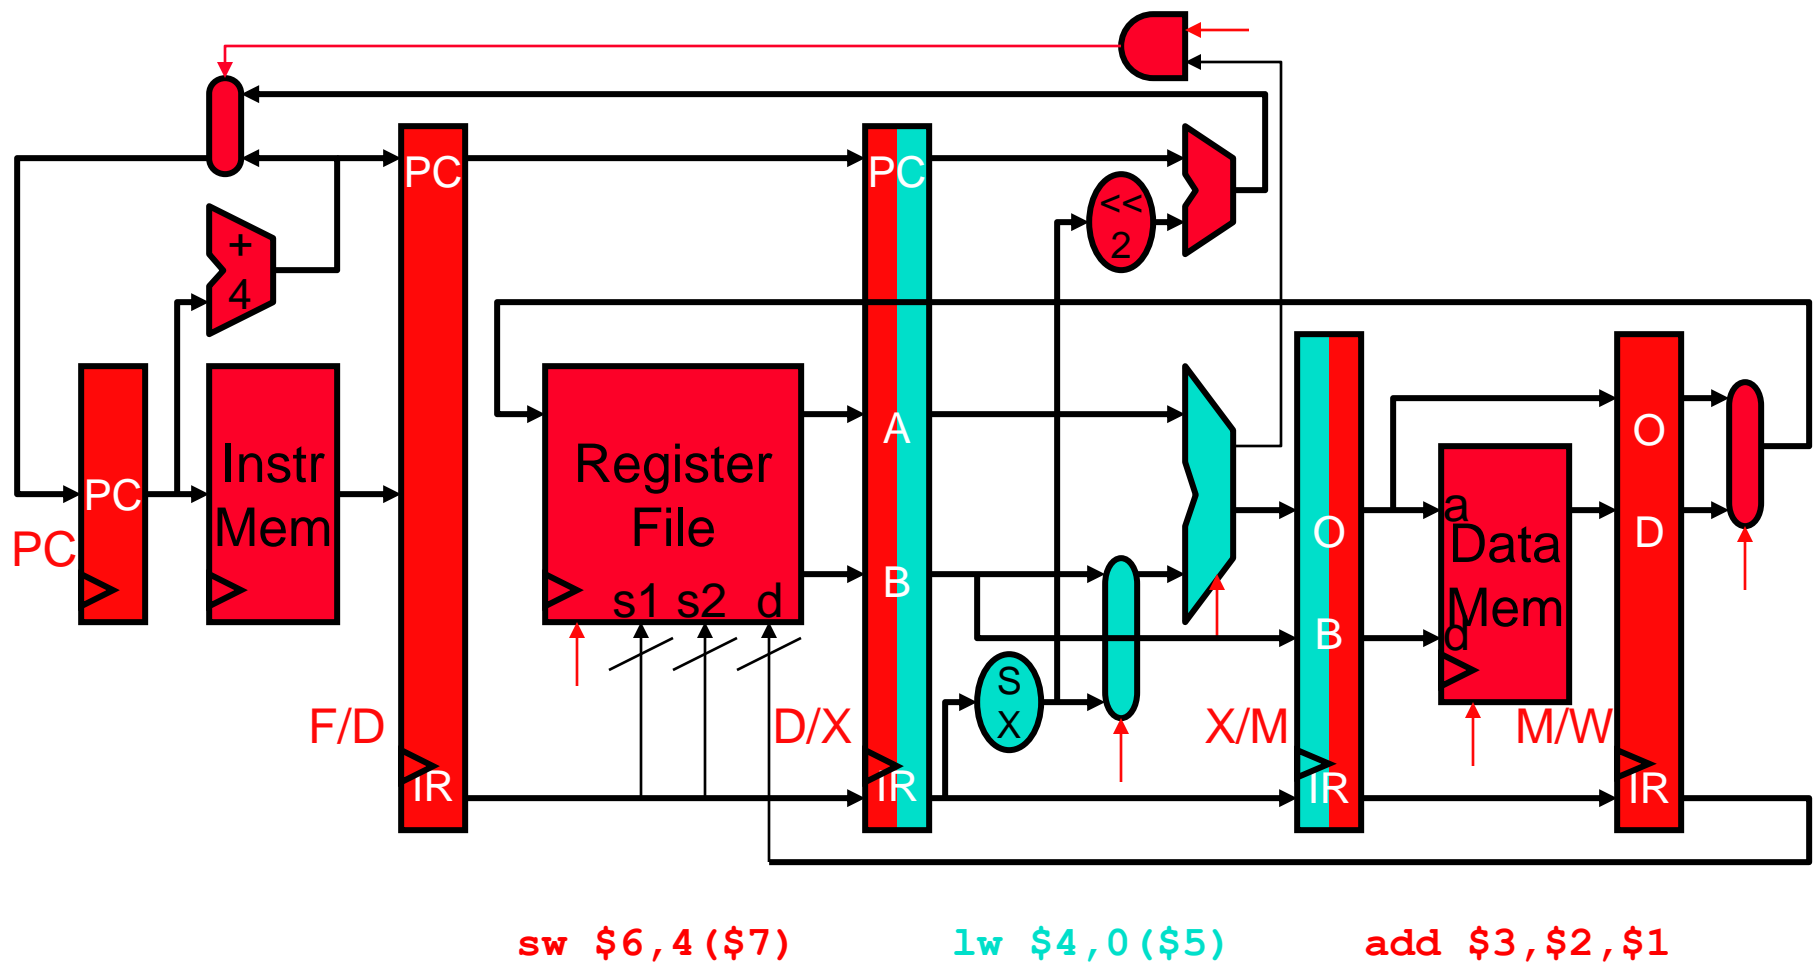 PC
PC
<<
2
+
4
A
Instr
Mem
Register
File
O
PC
a
Data
Mem
d
O
D
PC
B
B
s1 s2 d
S
X
F/D
D/X
X/M
M/W
IR
IR
IR
IR
sw $6,4($7)
lw $4,0($5)
add $3,$2,$1